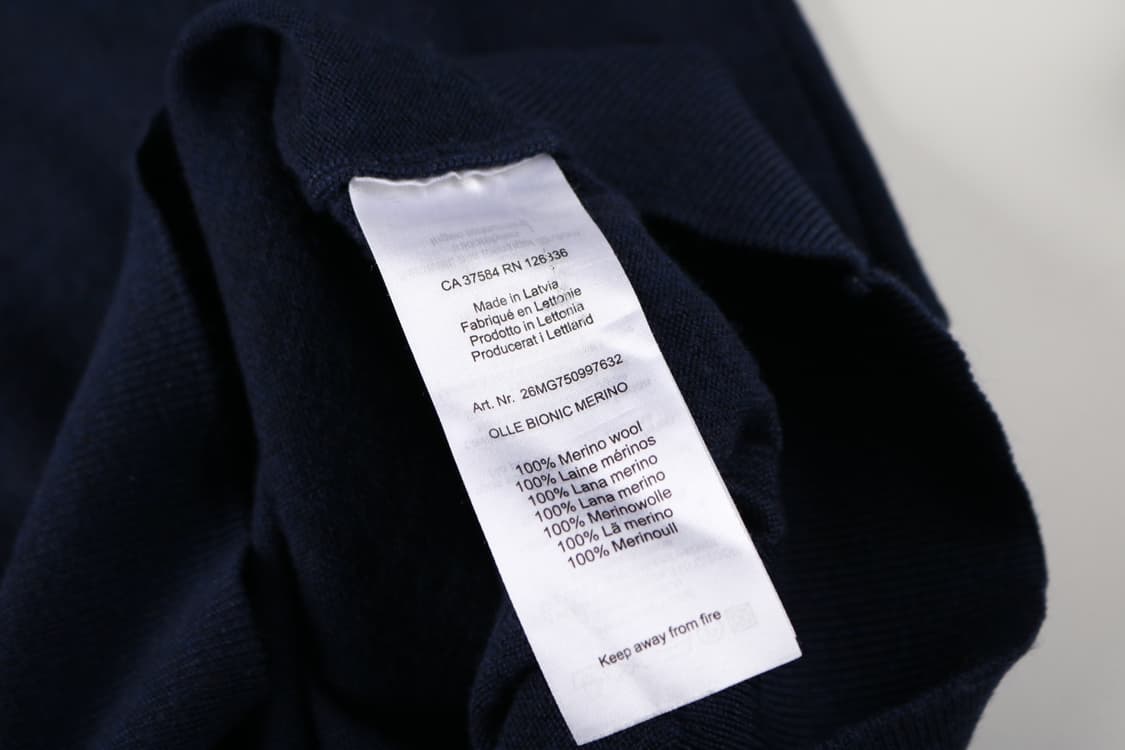 CA 37584 RN 126336
Made in Latvia
Fabriqué en Lettonie
Prodotto in Lettonia
Producerat i Lettland
Art. Nr. 26MG750997632
OLLE BIONIC MERINO
100% Merino wool
100% Laine mérinos
100% Lana merino
100% Lana merino
100% Merinowolle
100% Lã merino
100% Merinoull
Keep away from fire